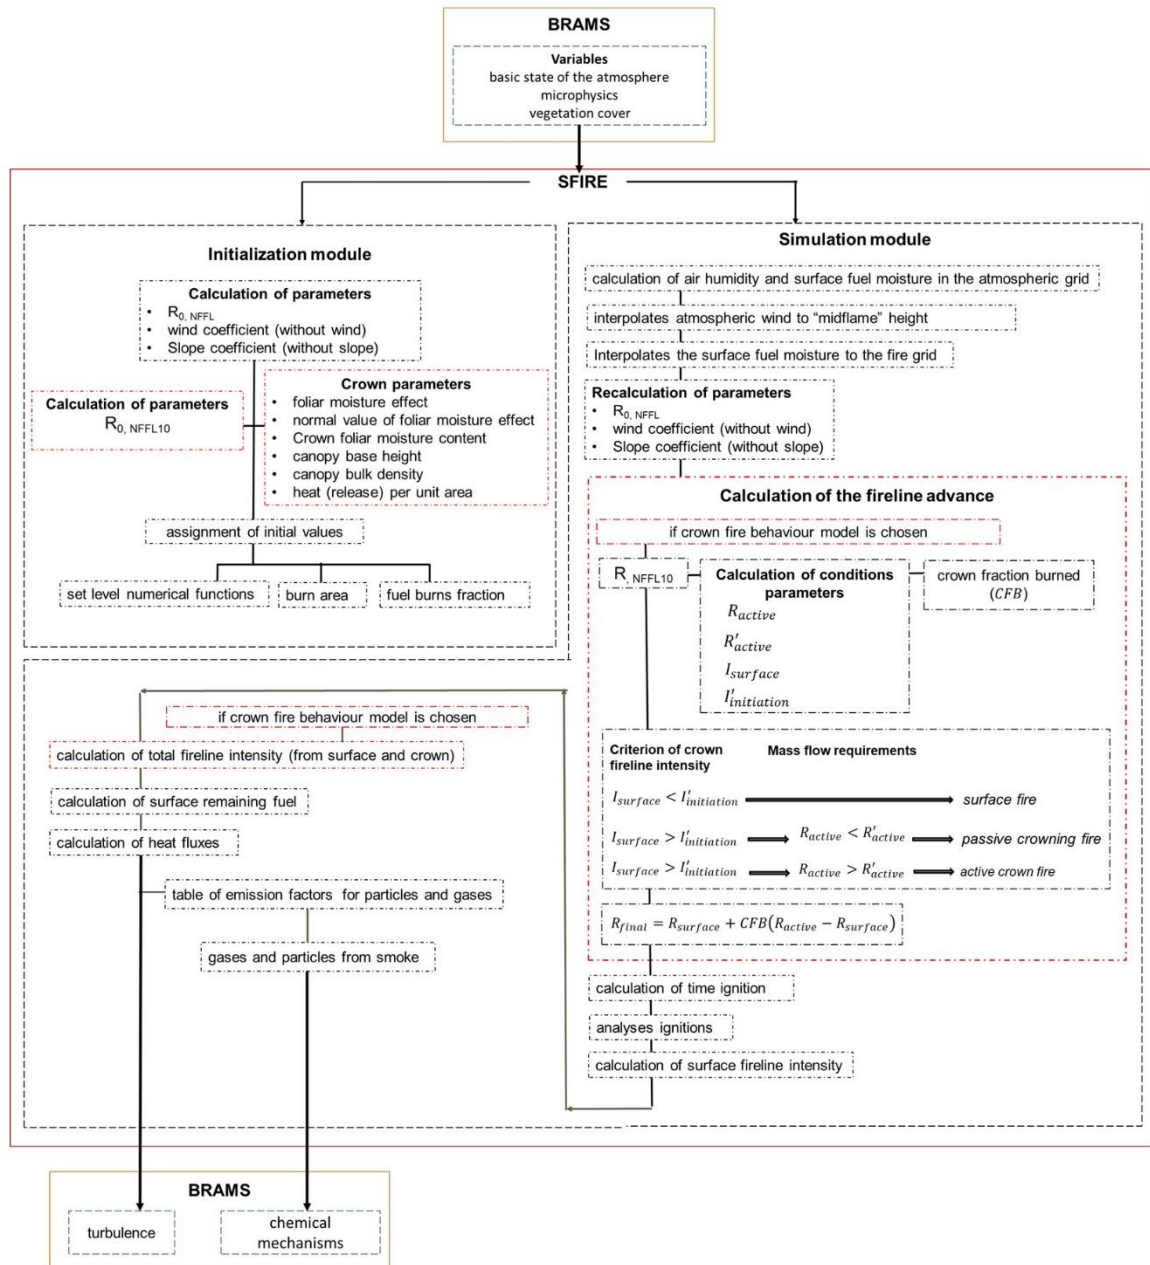 BRAMS
Variables
basic state of the atmosphere
microphysics
vegetation cover
SFIRE
Initialization module
Calculation of parameters
• R0, NFFL
• wind coefficient (without wind)
• Slope coefficient (without slope)
Calculation of parameters
R0, NFFL10
Crown parameters
• foliar moisture effect
• normal value of foliar moisture effect
• Crown foliar moisture content
• canopy base height
• canopy bulk density
• heat (release) per unit area
assignment of initial values
set level numerical functions
burn area
fuel burns fraction
Simulation module
calculation of air humidity and surface fuel moisture in the atmospheric grid
interpolates atmospheric wind to “midflame” height
Interpolates the surface fuel moisture to the fire grid
Recalculation of parameters
• R0, NFFL
• wind coefficient (without wind)
• Slope coefficient (without slope)
Calculation of the fireline advance
if crown fire behaviour model is chosen
R, NFFL10
Calculation of conditions
parameters
Ractive
R′active
Isurface
I′initiation
crown fraction burned
(CFB)
Criterion of crown
fireline intensity
Mass flow requirements
Isurface < I′initiation surface fire
Isurface > I′initiation Ractive < R′active passive crowning fire
Isurface > I′initiation Ractive > R′active active crown fire
Rfinal = Rsurface + CFB(Ractive − Rsurface)
calculation of time ignition
analyses ignitions
calculation of surface fireline intensity
if crown fire behaviour model is chosen
calculation of total fireline intensity (from surface and crown)
calculation of surface remaining fuel
calculation of heat fluxes
table of emission factors for particles and gases
gases and particles from smoke
BRAMS
turbulence
chemical
mechanisms